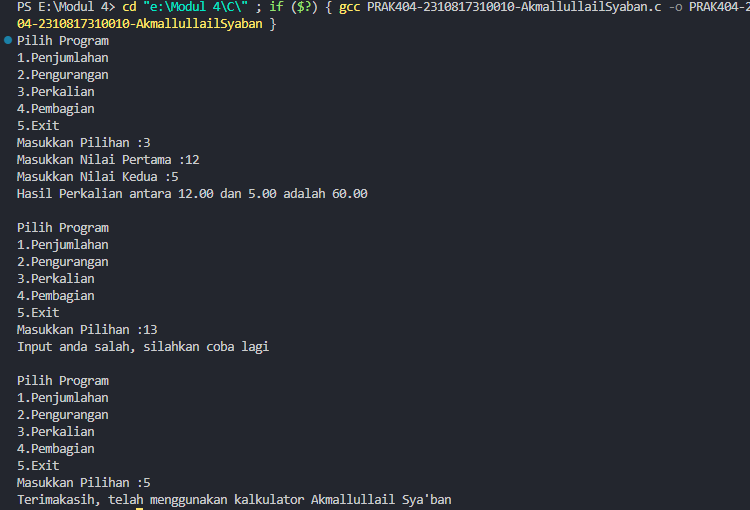 PS E:\Modul 4> cd "e:\Modul 4\C\" ; if ($?) { gcc PRAK404-2310817310010-AkmallullailSyaban.c -o PRAK404-2
04-2310817310010-AkmallullailSyaban }
Pilih Program
1.Penjumlahan
2.Pengurangan
3.Perkalian
4.Pembagian
5.Exit
Masukkan Pilihan :3
Masukkan Nilai Pertama :12
Masukkan Nilai Kedua :5
Hasil Perkalian antara 12.00 dan 5.00 adalah 60.00
Pilih Program
1.Penjumlahan
2.Pengurangan
3.Perkalian
4.Pembagian
5.Exit
Masukkan Pilihan :13
Input anda salah, silahkan coba lagi
Pilih Program
1.Penjumlahan
2.Pengurangan
3.Perkalian
4.Pembagian
5.Exit
Masukkan Pilihan :5
Terimakasih, telah menggunakan kalkulator Akmallullail Sya'ban